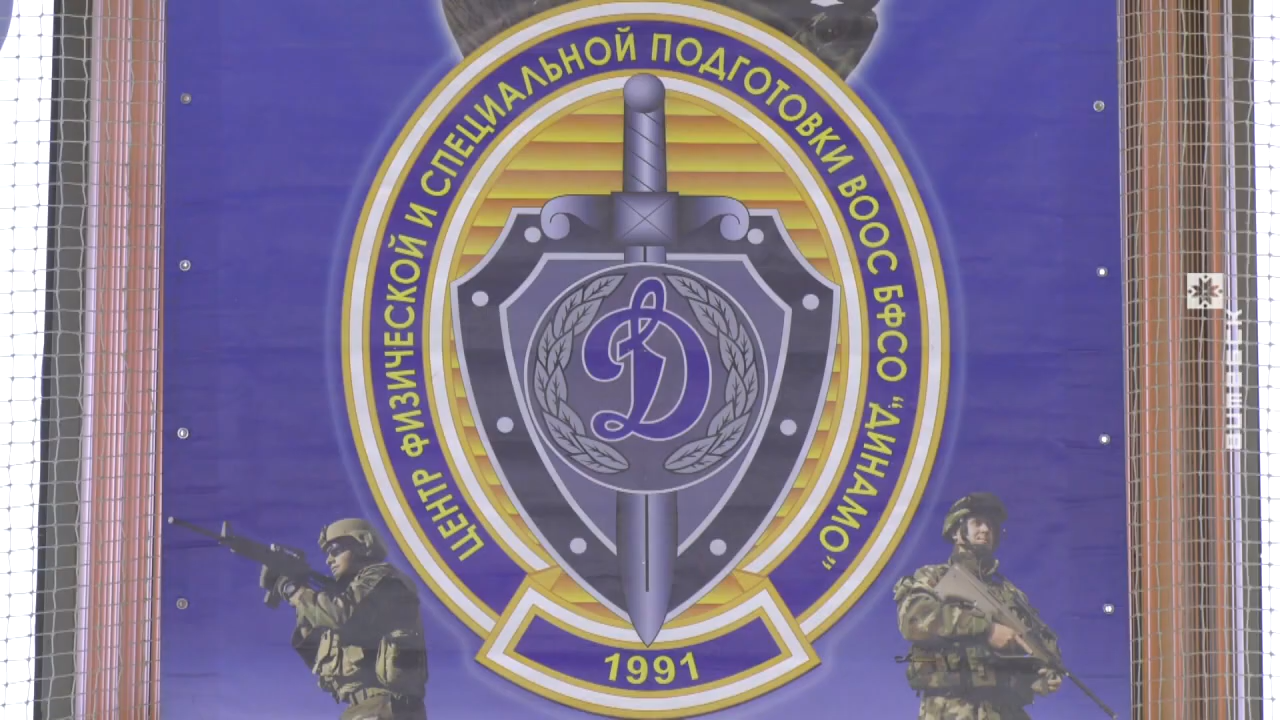 ЦЕНТР ФИЗИЧЕСКОЙ И СПЕЦИАЛЬНОЙ ПОДГОТОВКИ ВООС БФСО "ДИНАМО"
Д
1991